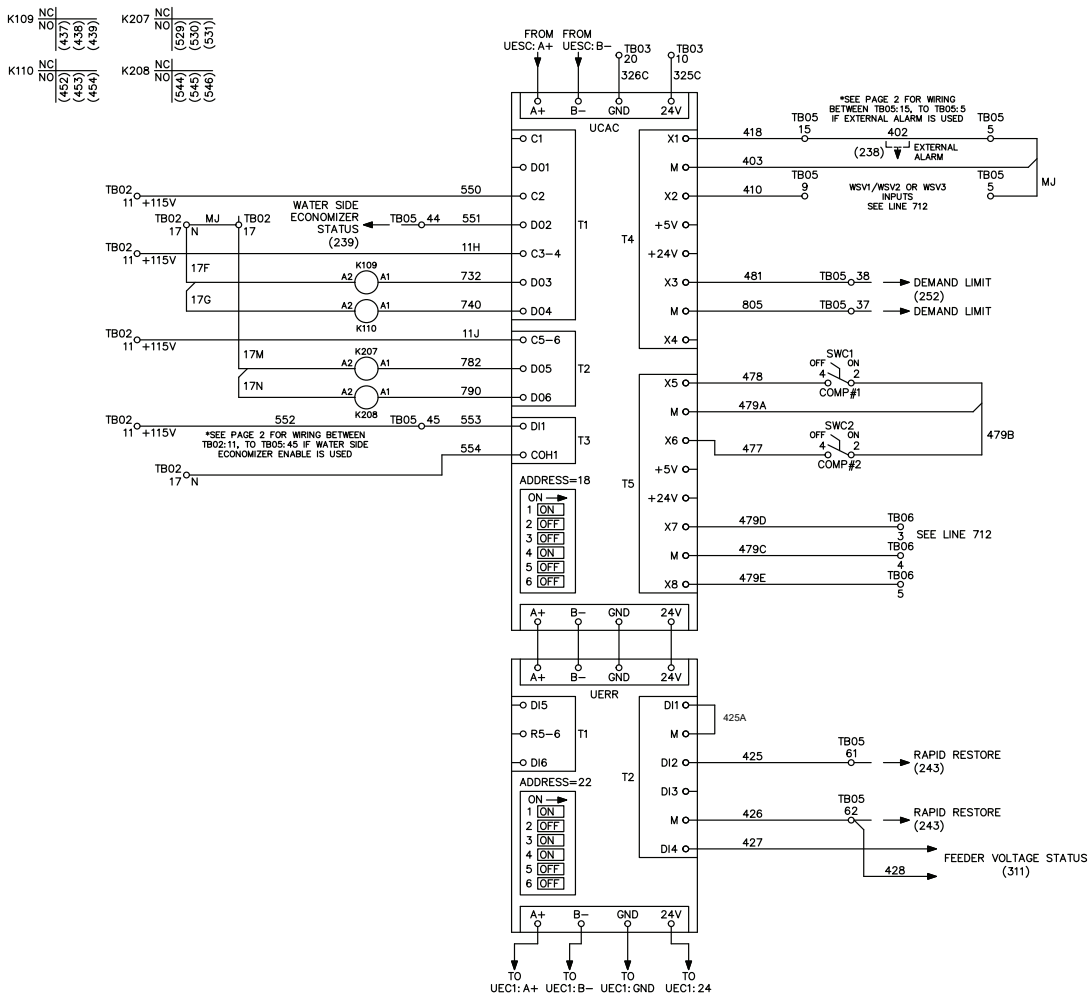 K109 NC NO (437) (438) (439)
K207 NC NO (529) (530) (531)
K110 NC NO (452) (453) (454)
K208 NC NO (544) (545) (546)
FROM UESC: A+
FROM UESC: B-
TB03 20 326C
TB03 10 325C
A+ B- GND 24V
UCAC
C1
D01
TB02 11 +115V 550 C2
TB02 17 N MJ TB02 17
WATER SIDE
ECONOMIZER
STATUS
(239)
TB05 44 551 D02
T1
TB02 11 +115V 11H C3-4
17F A2 K109 A1 732 D03
17G A2 A1 K110 740 D04
TB02 11 +115V 11J C5-6
17M K207 A2 A1 782 D05
T2
17N A2 A1 K208 790 D06
TB02 11 +115V 552 TB05 45 553 DI1
*SEE PAGE 2 FOR WIRING BETWEEN
TB02:11, TO TB05:45 IF WATER SIDE
ECONOMIZER ENABLE IS USED
T3
TB02 17 N 554 COH1
ADDRESS=18
ON
1 ON
2 OFF
3 OFF
4 ON
5 OFF
6 OFF
*SEE PAGE 2 FOR WIRING
BETWEEN TB05:15, TO TB05:5
IF EXTERNAL ALARM IS USED
X1 418 TB05 15 402 TB05 5
(238) EXTERNAL
ALARM
M 403
X2 410 TB05 9
WSV1/WSV2 OR WSV3
INPUTS
SEE LINE 712
TB05 5
MJ
+5V
T4
+24V
X3 481 TB05 38 DEMAND LIMIT
(252)
M 805 TB05 37 DEMAND LIMIT
X4
X5 478 SWC1 OFF ON 4 2 COMP#1
M 479A
X6 477 SWC2 OFF ON 4 2 COMP#2
479B
+5V
T5
+24V
X7 479D TB06 3 SEE LINE 712
M 479C TB06 4
X8 479E TB06 5
A+ B- GND 24V
A+ B- GND 24V
UERR
DI5
R5-6 T1
DI6
ADDRESS=22
ON
1 ON
2 OFF
3 ON
4 ON
5 OFF
6 OFF
DI1
425A
M
DI2 425 TB05 61 RAPID RESTORE
(243)
T2
DI3
M 426 TB05 62 RAPID RESTORE
(243)
DI4 427
FEEDER VOLTAGE STATUS
(311)
428
A+ B- GND 24V
TO TO TO TO
UEC1: A+ UEC1: B- UEC1: GND UEC1: 24